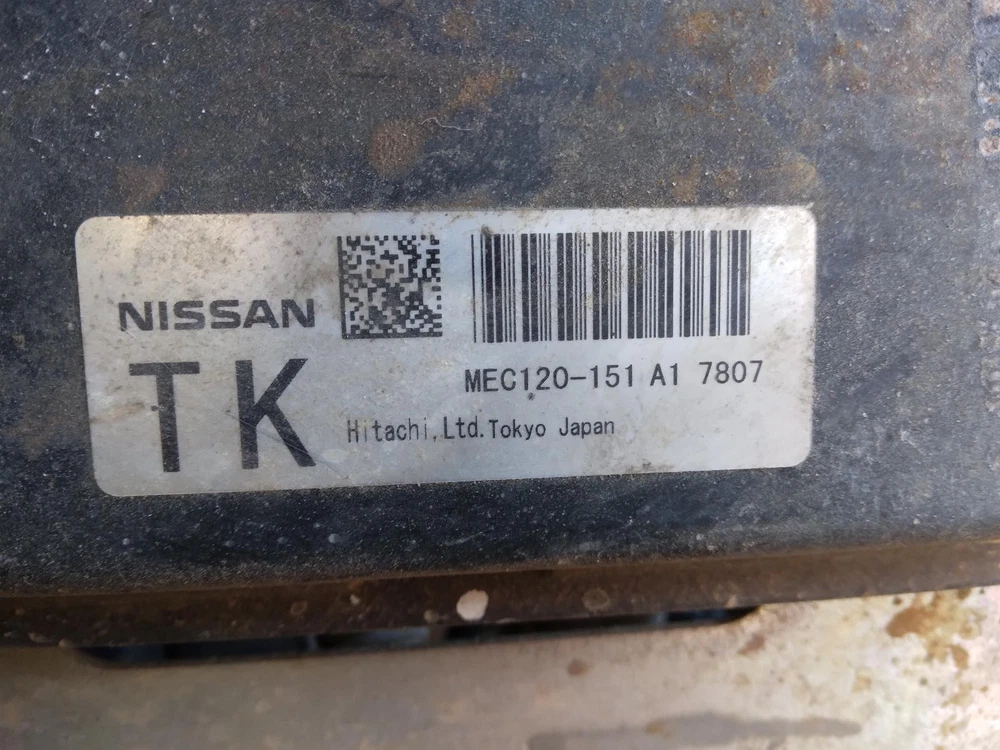 NISSAN
TK
MEC120-151 A1 7807
Hitachi,Ltd.Tokyo Japan